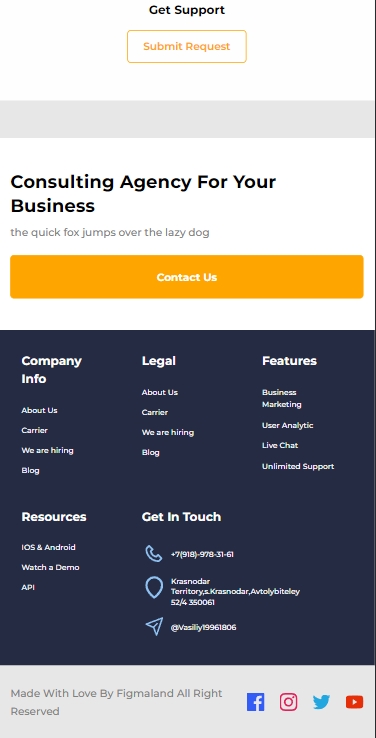 Get Support
Submit Request
Consulting Agency For Your
Business
the quick fox jumps over the lazy dog
Contact Us
Company
Info
About Us
Carrier
We are hiring
Blog
Legal
About Us
Carrier
We are hiring
Blog
Features
Business
Marketing
User Analytic
Live Chat
Unlimited Support
Resources
IOS & Android
Watch a Demo
API
Get In Touch
+7(918)-978-31-61
Krasnodar
Territory,s.Krasnodar,Avtolybiteley
52/4 350061
@Vasiliy19961806
Made With Love By Figmaland All Right
Reserved